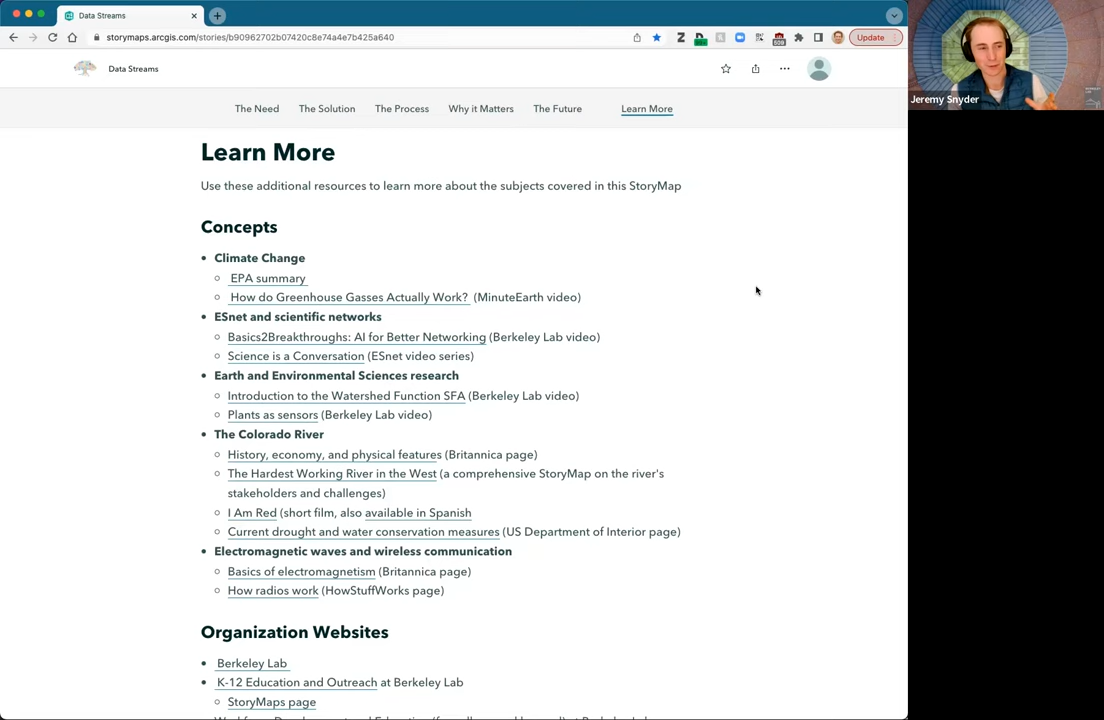 Data Streams
storymaps.arcgis.com/stories/b90962702b07420c8e74a4e7b425a640
Update
Data Streams
Jeremy Snyder
The Need The Solution The Process Why it Matters The Future Learn More
Learn More
Use these additional resources to learn more about the subjects covered in this StoryMap
Concepts
Climate Change
EPA summary
How do Greenhouse Gasses Actually Work? (MinuteEarth video)
ESnet and scientific networks
Basics2Breakthroughs: AI for Better Networking (Berkeley Lab video)
Science is a Conversation (ESnet video series)
Earth and Environmental Sciences research
Introduction to the Watershed Function SFA (Berkeley Lab video)
Plants as sensors (Berkeley Lab video)
The Colorado River
History, economy, and physical features (Britannica page)
The Hardest Working River in the West (a comprehensive StoryMap on the river's
stakeholders and challenges)
I Am Red (short film, also available in Spanish
Current drought and water conservation measures (US Department of Interior page)
Electromagnetic waves and wireless communication
Basics of electromagnetism (Britannica page)
How radios work (HowStuffWorks page)
Organization Websites
Berkeley Lab
K-12 Education and Outreach at Berkeley Lab
StoryMaps page